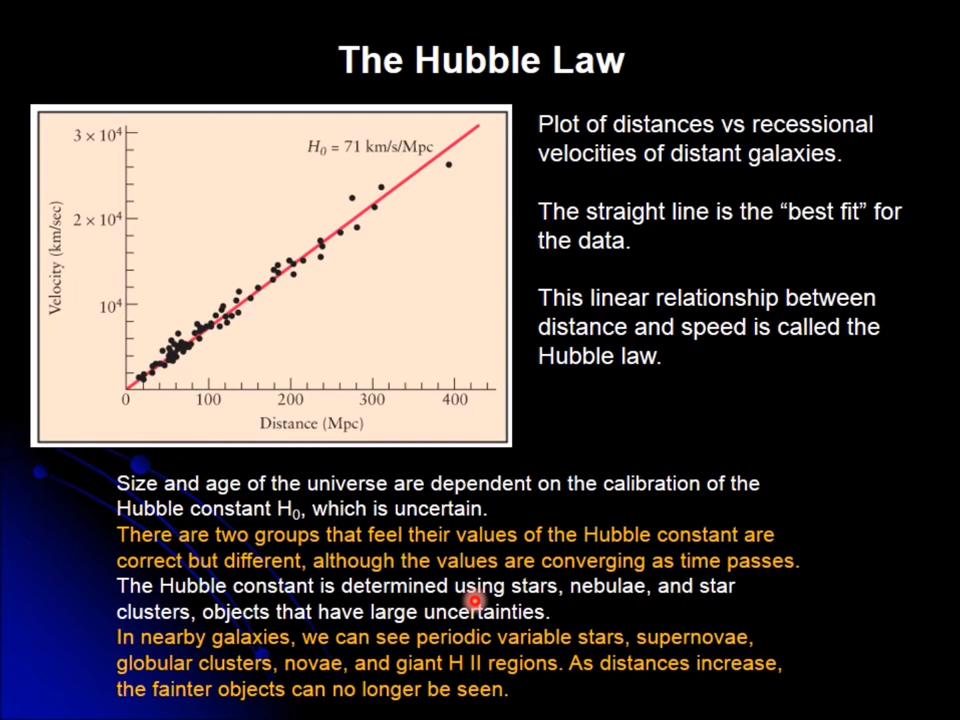 The Hubble Law
3 × 10⁴
H₀ = 71 km/s/Mpc
2 × 10⁴
10⁴
Velocity (km/sec)
0
100
200
300
400
Distance (Mpc)
Plot of distances vs recessional
velocities of distant galaxies.
The straight line is the “best fit” for
the data.
This linear relationship between
distance and speed is called the
Hubble law.
Size and age of the universe are dependent on the calibration of the
Hubble constant H₀, which is uncertain.
There are two groups that feel their values of the Hubble constant are
correct but different, although the values are converging as time passes.
The Hubble constant is determined using stars, nebulae, and star
clusters, objects that have large uncertainties.
In nearby galaxies, we can see periodic variable stars, supernovae,
globular clusters, novae, and giant H II regions. As distances increase,
the fainter objects can no longer be seen.